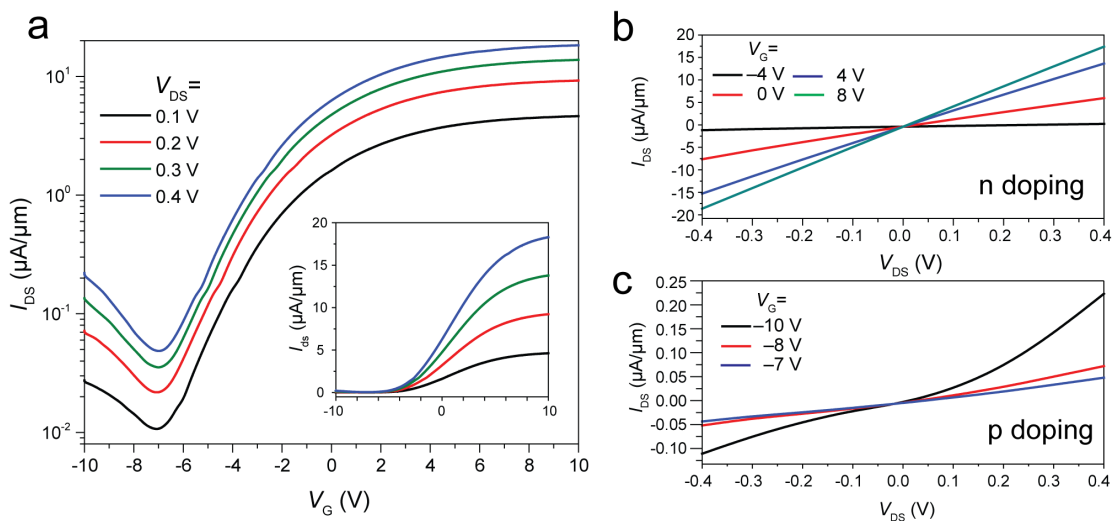 a
V_DS=
0.1 V
0.2 V
0.3 V
0.4 V
I_DS (µA/µm)
10^1
10^0
10^-1
10^-2
-10 -8 -6 -4 -2 0 2 4 6 8 10
V_G (V)
I_ds (µA/µm)
20
15
10
5
0
-10 0 10
b
V_G=
–4 V 4 V
0 V 8 V
I_DS (µA/µm)
20
15
10
5
0
-5
-10
-15
20
n doping
-0.4 -0.3 -0.2 -0.1 0.0 0.1 0.2 0.3 0.4
V_DS (V)
c
V_G=
–10 V
–8 V
–7 V
I_DS (µA/µm)
0.25
0.20
0.15
0.10
0.05
0.00
-0.05
-0.10
p doping
-0.4 -0.3 -0.2 -0.1 0.0 0.1 0.2 0.3 0.4
V_DS (V)